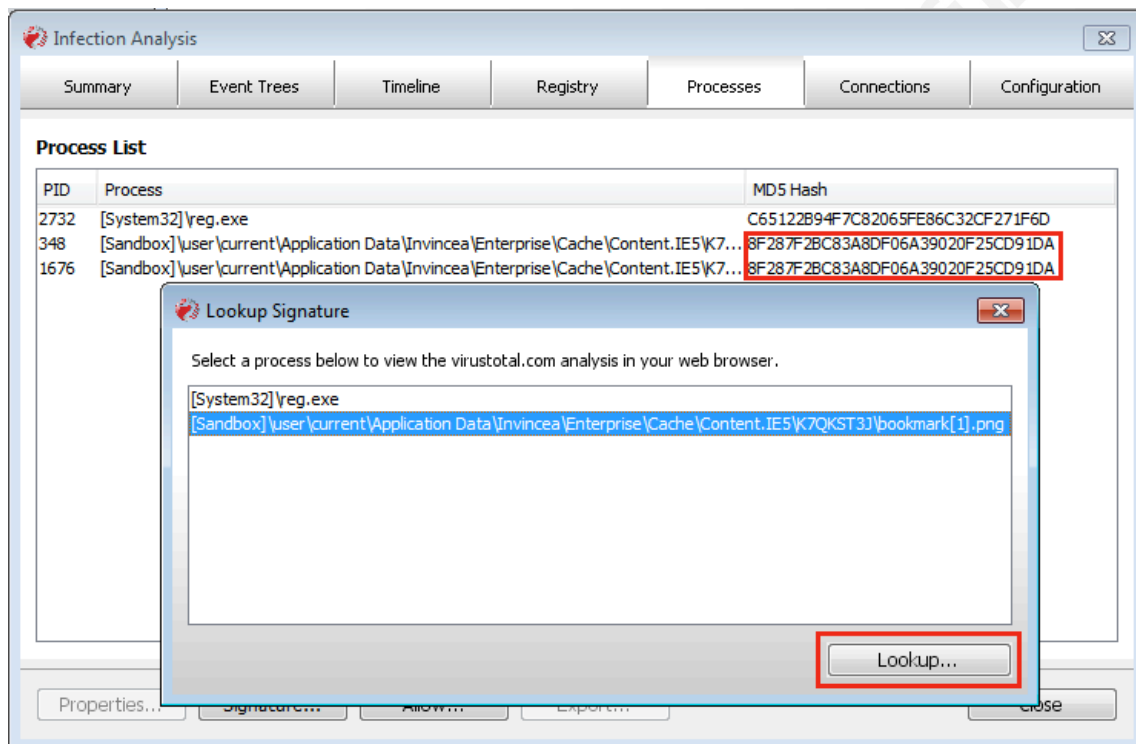 Infection Analysis
Summary Event Trees Timeline Registry Processes Connections Configuration
Process List
PID Process MD5 Hash
2732 [System32]\reg.exe C65122B94F7C82065FE86C32CF271F6D
348 [Sandbox]\user\current\Application Data\Invincea\Enterprise\Cache\Content.IE5\K7... 8F287F2BC83A8DF06A39020F25CD91DA
1676 [Sandbox]\user\current\Application Data\Invincea\Enterprise\Cache\Content.IE5\K7... 8F287F2BC83A8DF06A39020F25CD91DA
Lookup Signature
Select a process below to view the virustotal.com analysis in your web browser.
[System32]\reg.exe
[Sandbox]\user\current\Application Data\Invincea\Enterprise\Cache\Content.IE5\K7QKST3J\bookmark[1].png
Lookup...
Properties... Signature... Allow... Export... Close